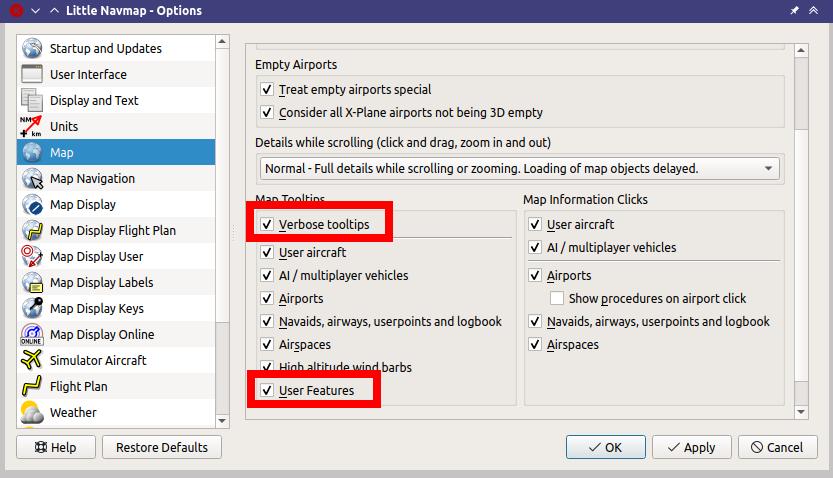 Little Navmap - Options
Startup and Updates
User Interface
Display and Text
NM
km
Units
Map
Map Navigation
Map Display
Map Display Flight Plan
Map Display User
Map Display Labels
Map Display Keys
ONLINE
Map Display Online
Simulator Aircraft
Flight Plan
Weather
Empty Airports
Treat empty airports special
Consider all X-Plane airports not being 3D empty
Details while scrolling (click and drag, zoom in and out)
Normal - Full details while scrolling or zooming. Loading of map objects delayed.
Map Tooltips
Verbose tooltips
User aircraft
AI / multiplayer vehicles
Airports
Navaids, airways, userpoints and logbook
Airspaces
High altitude wind barbs
User Features
Map Information Clicks
User aircraft
AI / multiplayer vehicles
Airports
Show procedures on airport click
Navaids, airways, userpoints and logbook
Airspaces
Help
Restore Defaults
OK
Apply
Cancel